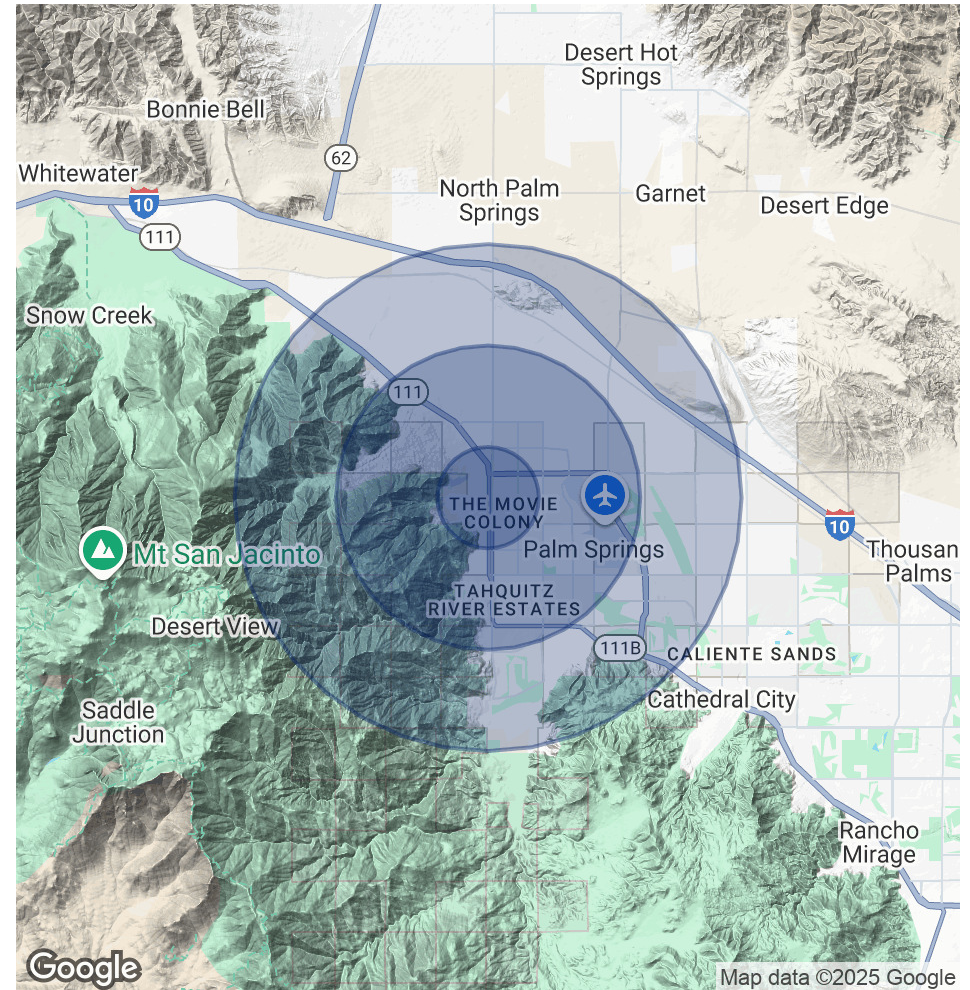 Desert Hot
Springs
Bonnie Bell
62
Whitewater
10
North Palm
Springs
Garnet
Desert Edge
111
Snow Creek
111
THE MOVIE
COLONY
10
Mt San Jacinto
Palm Springs
Thousan
Palms
TAHQUITZ
RIVER ESTATES
Desert View
111B
CALIENTE SANDS
Cathedral City
Saddle
Junction
Rancho
Mirage
Google
Map data ©2025 Google